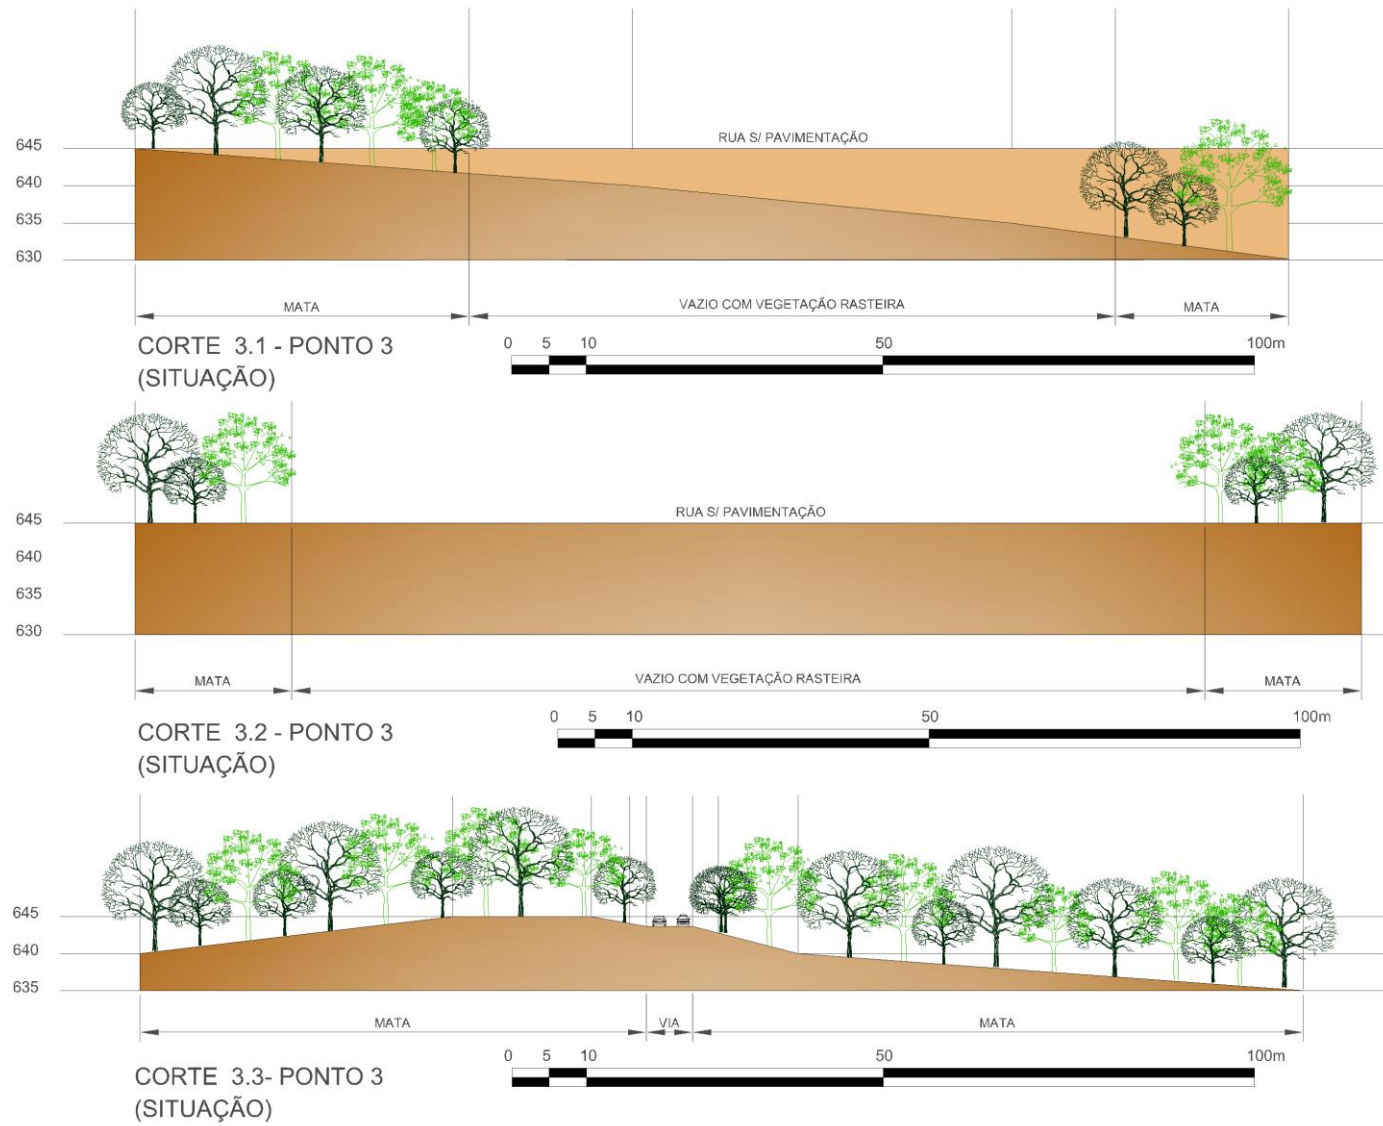 RUA S/ PAVIMENTAÇÃO
645
640
635
630
MATA
VAZIO COM VEGETAÇÃO RASTEIRA
MATA
CORTE 3.1 - PONTO 3
(SITUAÇÃO)
0 5 10 50 100m
RUA S/ PAVIMENTAÇÃO
645
640
635
630
MATA
VAZIO COM VEGETAÇÃO RASTEIRA
MATA
CORTE 3.2 - PONTO 3
(SITUAÇÃO)
0 5 10 50 100m
645
640
635
MATA
VIA
MATA
CORTE 3.3- PONTO 3
(SITUAÇÃO)
0 5 10 50 100m